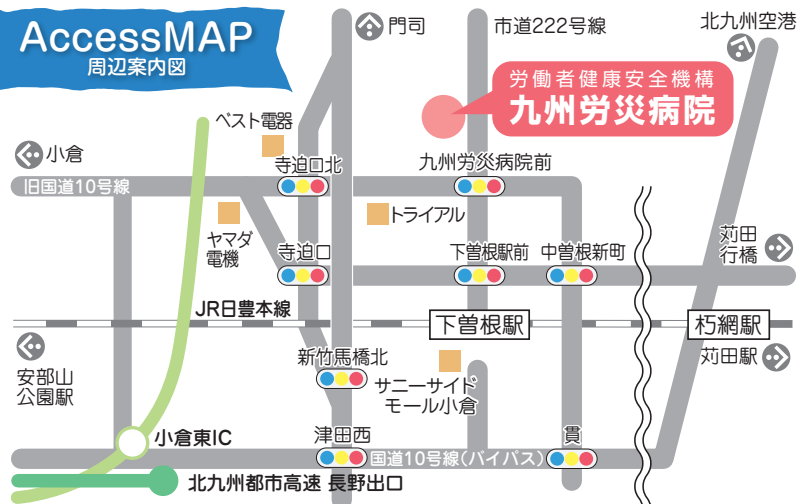 AccessMAP
周辺案内図
門司
市道222号線
北九州空港
労働者健康安全機構
九州労災病院
ベスト電器
小倉
寺迫口北
九州労災病院前
旧国道10号線
トライアル
ヤマダ
電機
寺迫口
下曽根駅前
中曽根新町
苅田
行橋
JR日豊本線
下曽根駅
朽網駅
安部山
公園駅
新竹馬橋北
サニーサイド
モール小倉
苅田駅
小倉東IC
津田西
国道10号線(バイパス)
貫
北九州都市高速 長野出口